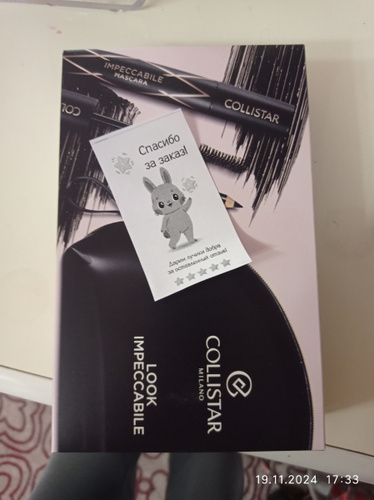 IMPECCABILE
MASCARA
COLLISTAR
COL
Спасибо
за заказ!
Дарим лучики добра
за оставленный отзыв!
COLLISTAR
MILANO
LOOK
IMPECCABILE
19.11.2024 17:33